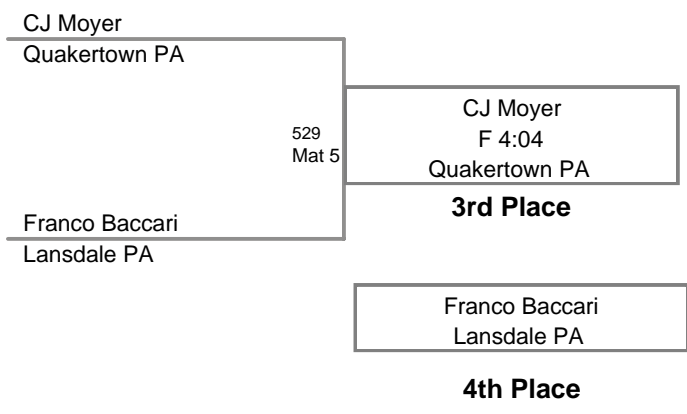 CJ Moyer
Quakertown PA
529
Mat 5
CJ Moyer
F 4:04
Quakertown PA
3rd Place
Franco Baccari
Lansdale PA
Franco Baccari
Lansdale PA
4th Place